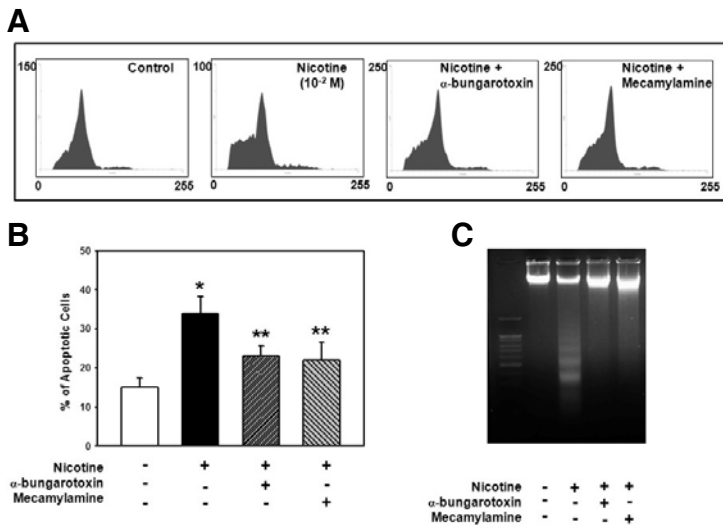 A
150
Control
0
255
100
Nicotine
(10⁻² M)
0
255
250
Nicotine +
α-bungarotoxin
0
255
250
Nicotine +
Mecamylamine
0
255
B
% of Apoptotic Cells
50
40
30
20
10
0
*
**
**
Nicotine - + + +
α-bungarotoxin - - + -
Mecamylamine - - - +
C
Nicotine - + + +
α-bungarotoxin - - + -
Mecamylamine - - - +